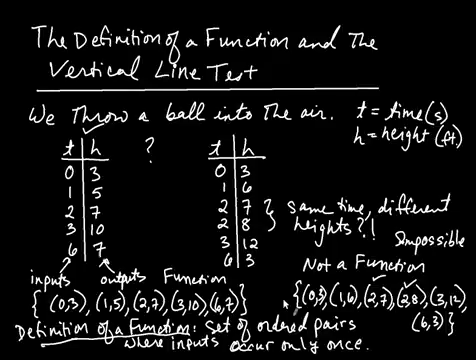 The Definition of a Function and The
Vertical Line Test
We Throw a ball into the air.
t = time (s)
h = height (ft.)
t h
0 3
1 5
2 7
3 10
6 7
?
t h
0 3
1 6
2 7
2 8
3 12
6 3
same time, different
heights?!
Impossible
inputs outputs Function
{(0,3), (1,5), (2,7), (3,10), (6,7)}
Not a Function
{(0,3), (1,6), (2,7), (2,8), (3,12),
(6,3)}
Definition of a Function: Set of ordered pairs
where inputs occur only once.